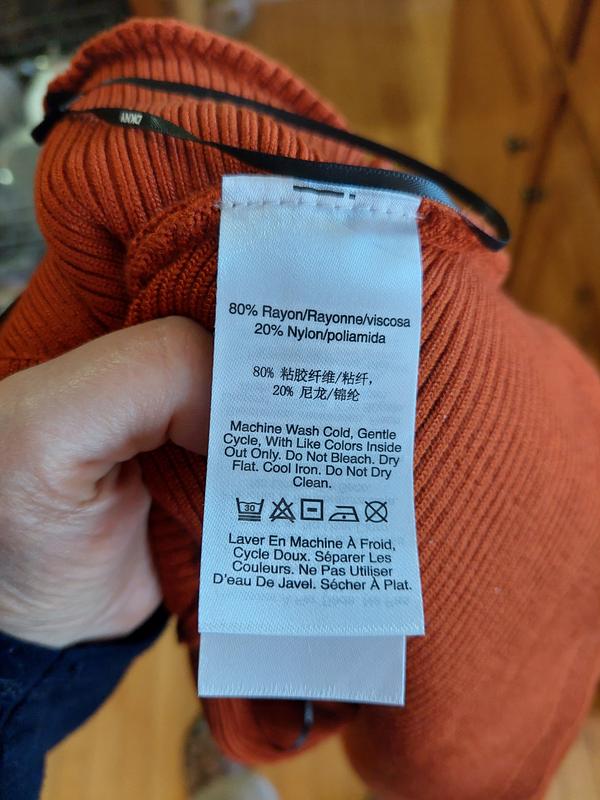 DKNY
80% Rayon/Rayonne/viscosa
20% Nylon/poliamida
80% 粘胶纤维/粘纤,
20% 尼龙/锦纶
Machine Wash Cold, Gentle
Cycle, With Like Colors Inside
Out Only. Do Not Bleach. Dry
Flat. Cool Iron. Do Not Dry
Clean.
30
Laver En Machine À Froid,
Cycle Doux. Séparer Les
Couleurs. Ne Pas Utiliser
D'eau De Javel. Sécher À Plat.